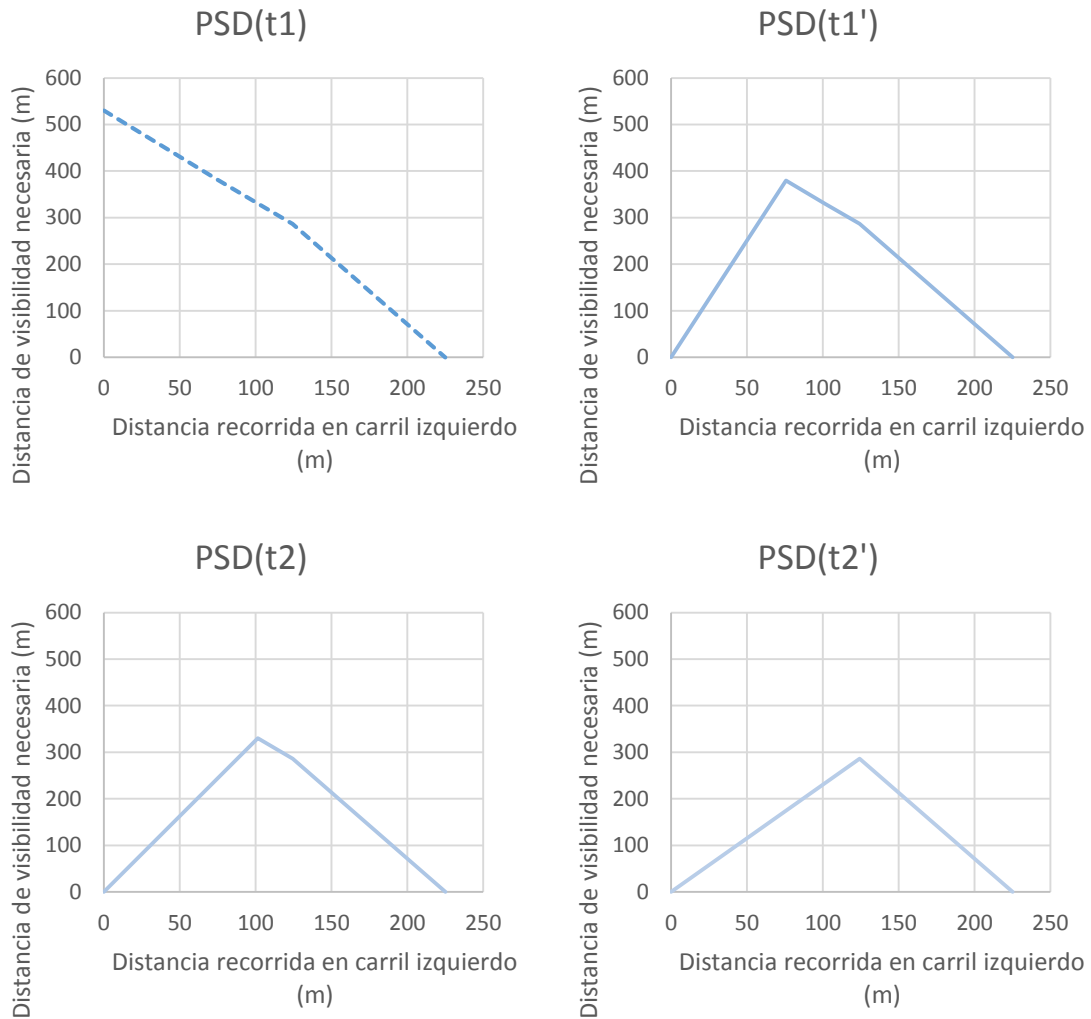 PSD(t1)
Distancia de visibilidad necesaria (m)
600
500
400
300
200
100
0
0 50 100 150 200 250
Distancia recorrida en carril izquierdo
(m)
PSD(t1')
Distancia de visibilidad necesaria (m)
600
500
400
300
200
100
0
0 50 100 150 200 250
Distancia recorrida en carril izquierdo
(m)
PSD(t2)
Distancia de visibilidad necesaria (m)
600
500
400
300
200
100
0
0 50 100 150 200 250
Distancia recorrida en carril izquierdo
(m)
PSD(t2')
Distancia de visibilidad necesaria (m)
600
500
400
300
200
100
0
0 50 100 150 200 250
Distancia recorrida en carril izquierdo
(m)